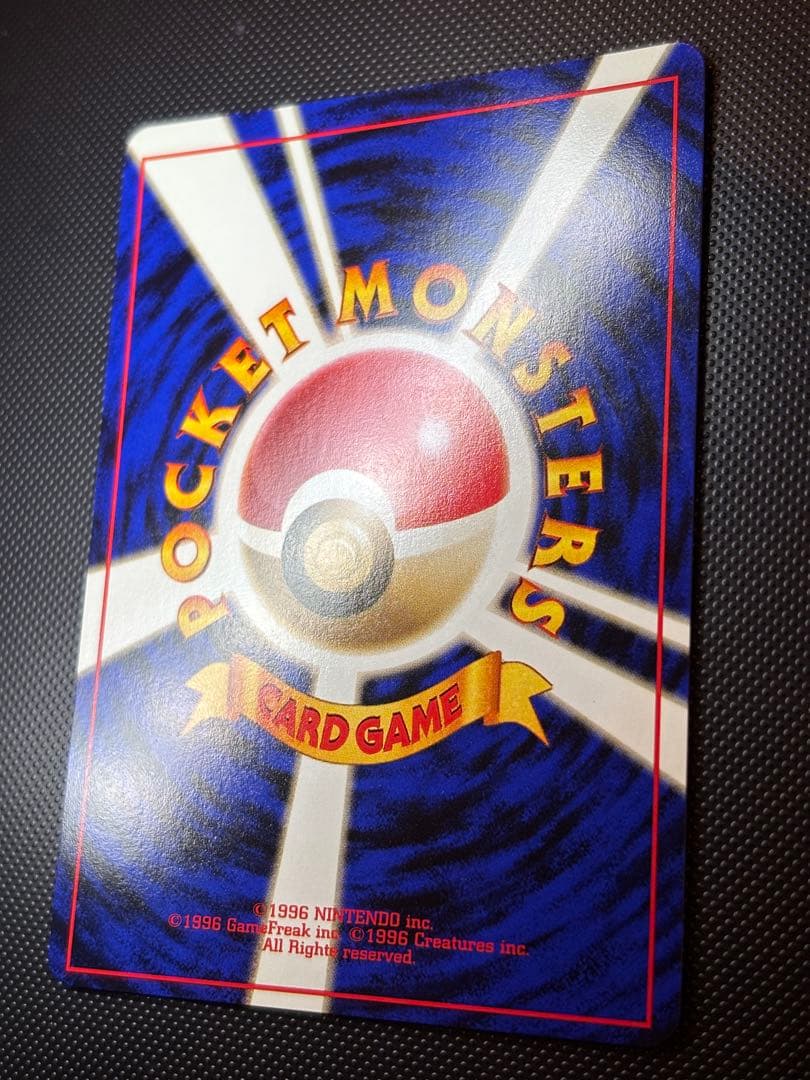 POCKET MONSTERS
CARD GAME
©1996 NINTENDO inc.
©1996 GameFreak inc. ©1996 Creatures inc.
All Rights reserved.